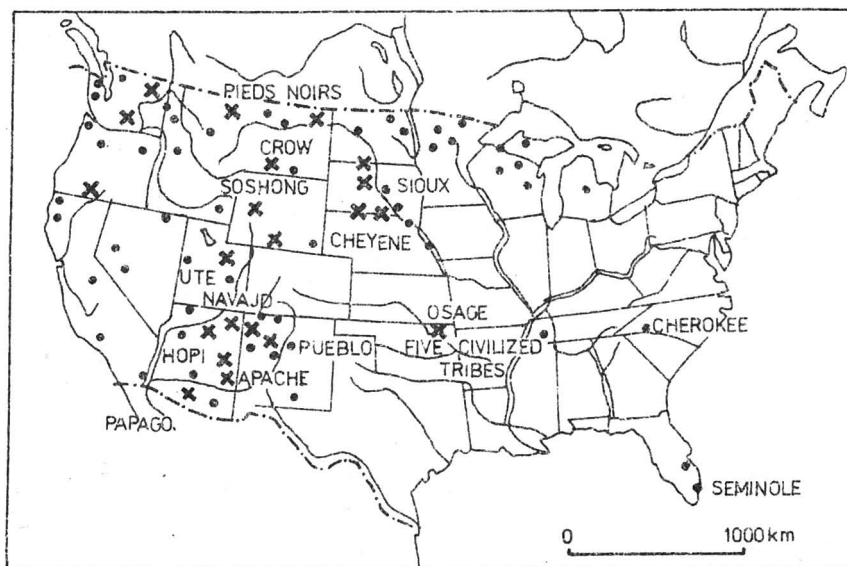 PIEDS NOIRS
CROW
SOSHONG
SIOUX
CHEYENE
UTE
NAVAJD
OSAGE
HOPI
PUEBLO
FIVE CIVILIZED
TRIBES
CHEROKEE
APACHE
PAPAGO
SEMINOLE
0 1000 km